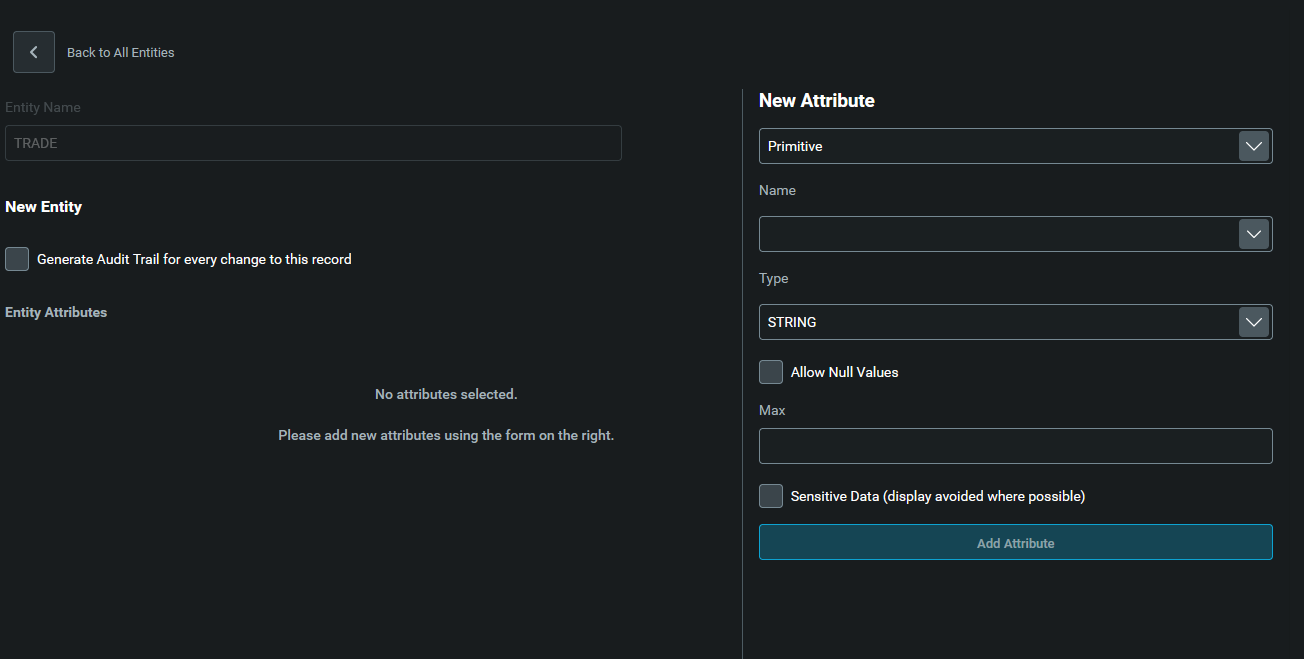 Back to All Entities
Entity Name
TRADE
New Entity
Generate Audit Trail for every change to this record
Entity Attributes
No attributes selected.
Please add new attributes using the form on the right.
New Attribute
Primitive
Name
Type
STRING
Allow Null Values
Max
Sensitive Data (display avoided where possible)
Add Attribute